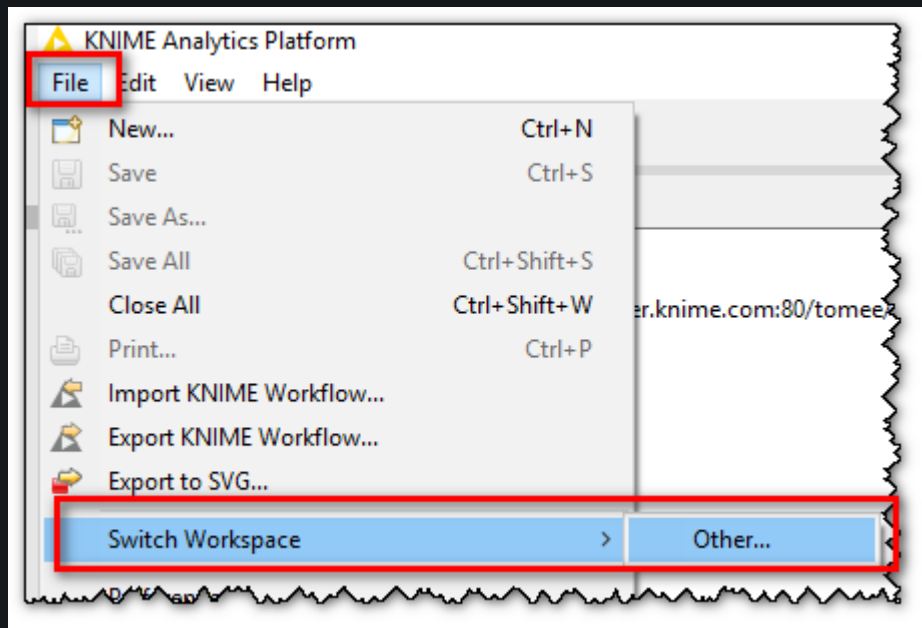 KNIME Analytics Platform
File Edit View Help
New... Ctrl+N
Save Ctrl+S
Save As...
Save All Ctrl+Shift+S
Close All Ctrl+Shift+W
er.knime.com:80/tomee/
Print... Ctrl+P
Import KNIME Workflow...
Export KNIME Workflow...
Export to SVG...
Switch Workspace > Other...